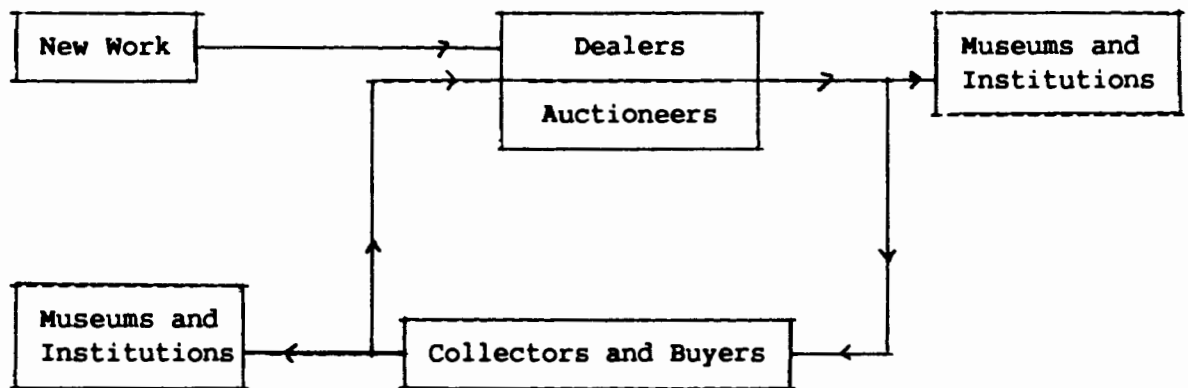 New Work
Dealers
Auctioneers
Museums and
Institutions
Museums and
Institutions
Collectors and Buyers